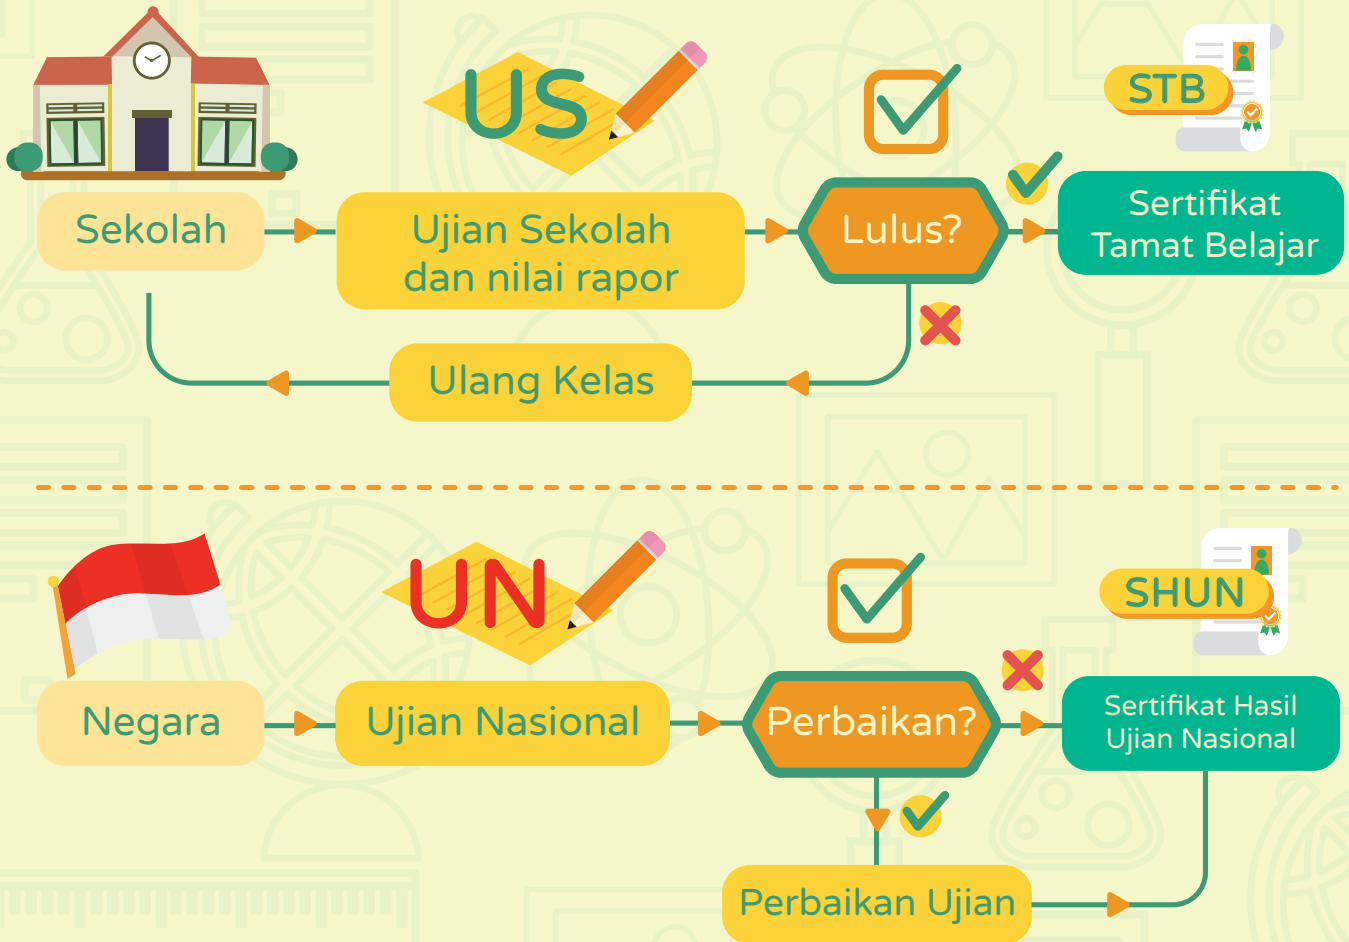 US
STB
Sekolah
Ujian Sekolah
dan nilai rapor
Lulus?
Sertifikat
Tamat Belajar
Ulang Kelas
UN
SHUN
Negara
Ujian Nasional
Perbaikan?
Sertifikat Hasil
Ujian Nasional
Perbaikan Ujian